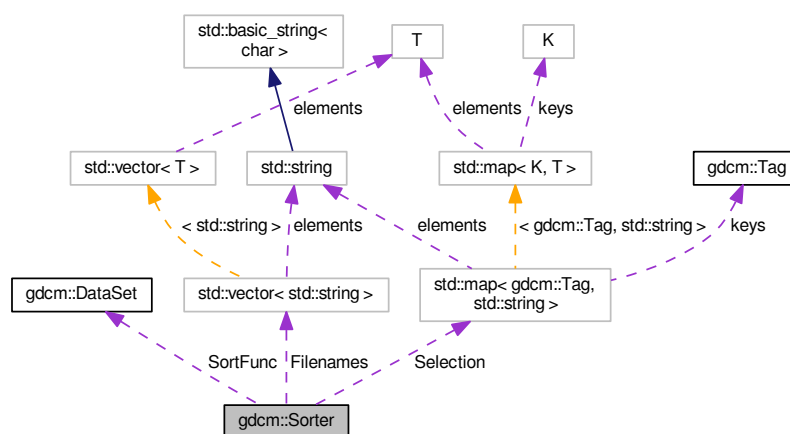 std::basic_string<
char >
T
K
elements
elements
keys
std::vector< T >
std::string
std::map< K, T >
gdcm::Tag
< std::string >
elements
elements
< gdcm::Tag, std::string >
keys
gdcm::DataSet
std::vector< std::string >
std::map< gdcm::Tag,
std::string >
SortFunc
Filenames
Selection
gdcm::Sorter